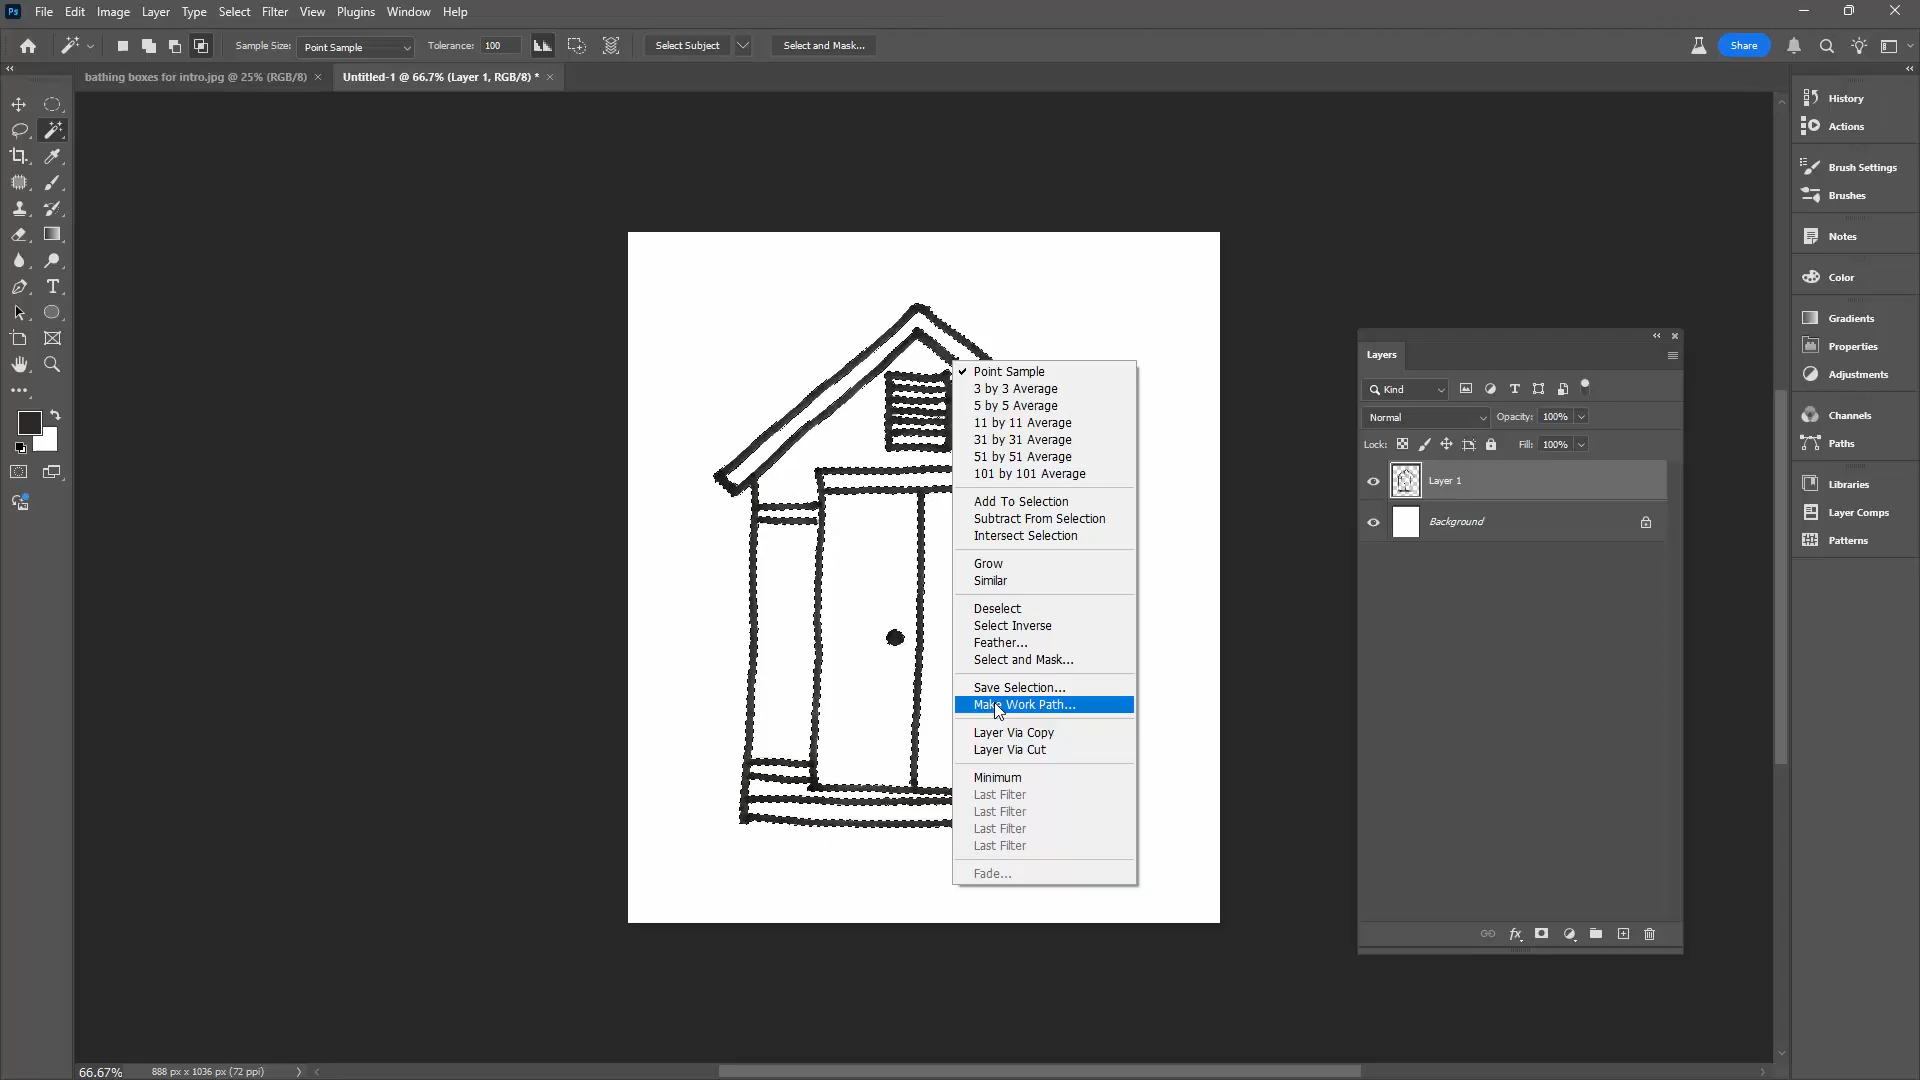 Ps File Edit Image Layer Type Select Filter View Plugins Window Help
Sample Size: Point Sample Tolerance: 100 Select Subject Select and Mask... Share
bathing boxes for intro.jpg @ 25% (RGB/8) × Untitled-1 @ 66.7% (Layer 1, RGB/8) * ×
History
Actions
Brush Settings
Brushes
Notes
Color
Gradients
Properties
Adjustments
Channels
Paths
Libraries
Layer Comps
Patterns
Point Sample
3 by 3 Average
5 by 5 Average
11 by 11 Average
31 by 31 Average
51 by 51 Average
101 by 101 Average
Add To Selection
Subtract From Selection
Intersect Selection
Grow
Similar
Deselect
Select Inverse
Feather...
Select and Mask...
Save Selection...
Make Work Path...
Layer Via Copy
Layer Via Cut
Minimum
Last Filter
Last Filter
Last Filter
Last Filter
Fade...
Layers
Kind
Normal Opacity: 100%
Lock: Fill: 100%
Layer 1
Background
66.67% 888 px x 1036 px (72 ppi)